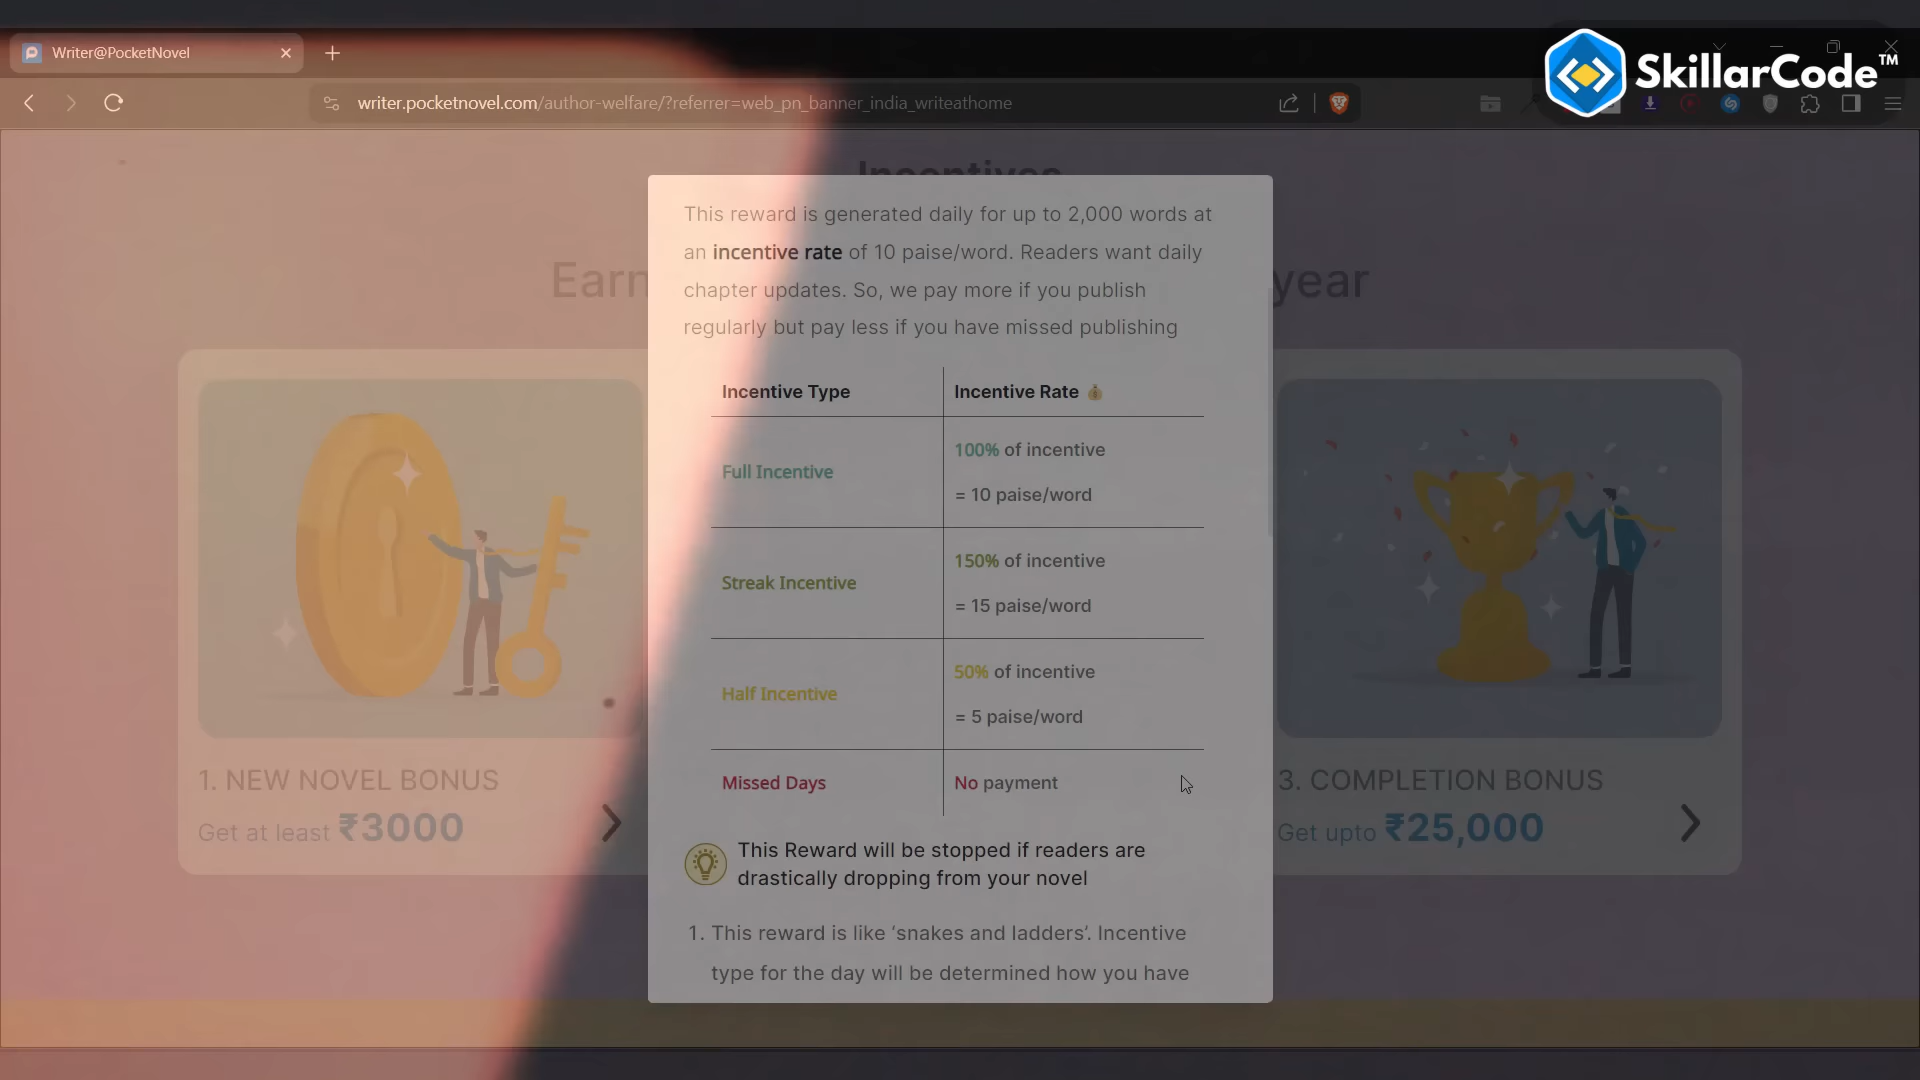 Writer@PocketNovel
SkillarCode™
writer.pocketnovel.com/author-welfare/?referrer=web_pn_banner_india_writeathome
Incentives
Earn
year
This reward is generated daily for up to 2,000 words at
an incentive rate of 10 paise/word. Readers want daily
chapter updates. So, we pay more if you publish
regularly but pay less if you have missed publishing
Incentive Type
Incentive Rate
Full Incentive
100% of incentive
= 10 paise/word
Streak Incentive
150% of incentive
= 15 paise/word
Half Incentive
50% of incentive
= 5 paise/word
Missed Days
No payment
This Reward will be stopped if readers are
drastically dropping from your novel
1. This reward is like ‘snakes and ladders’. Incentive
type for the day will be determined how you have
1. NEW NOVEL BONUS
Get at least ₹3000
3. COMPLETION BONUS
Get upto ₹25,000